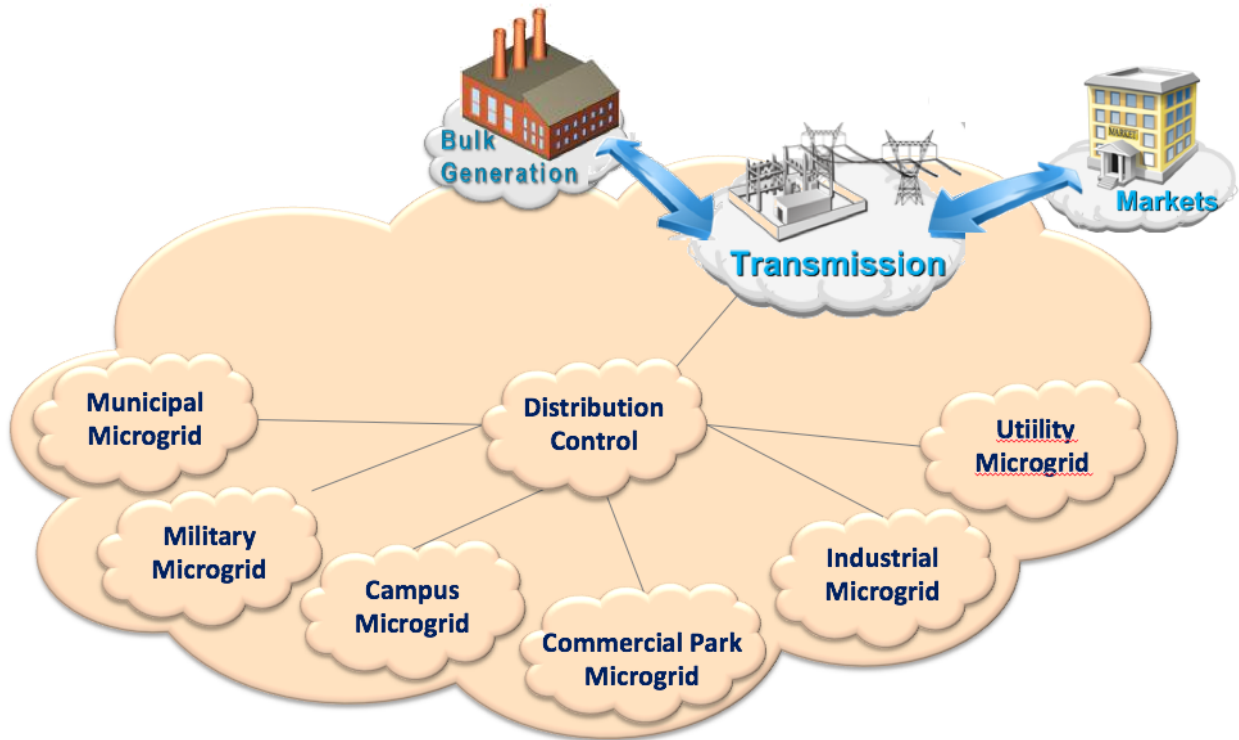 Bulk
Generation
MARKET
Markets
Transmission
Municipal
Microgrid
Distribution
Control
Utiility
Microgrid
Military
Microgrid
Campus
Microgrid
Commercial Park
Microgrid
Industrial
Microgrid